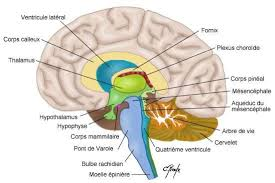 Ventricule latéral
Corps calleux
Thalamus
Fornix
Plexus choroïde
Corps pinéal
Mésencéphale
Aqueduc du
mésencéphale
Hypothalamus
Hypophyse
Corps mammilaire
Pont de Varole
Bulbe rachidien
Moelle épinière
Arbre de vie
Cervelet
Quatrième ventricule